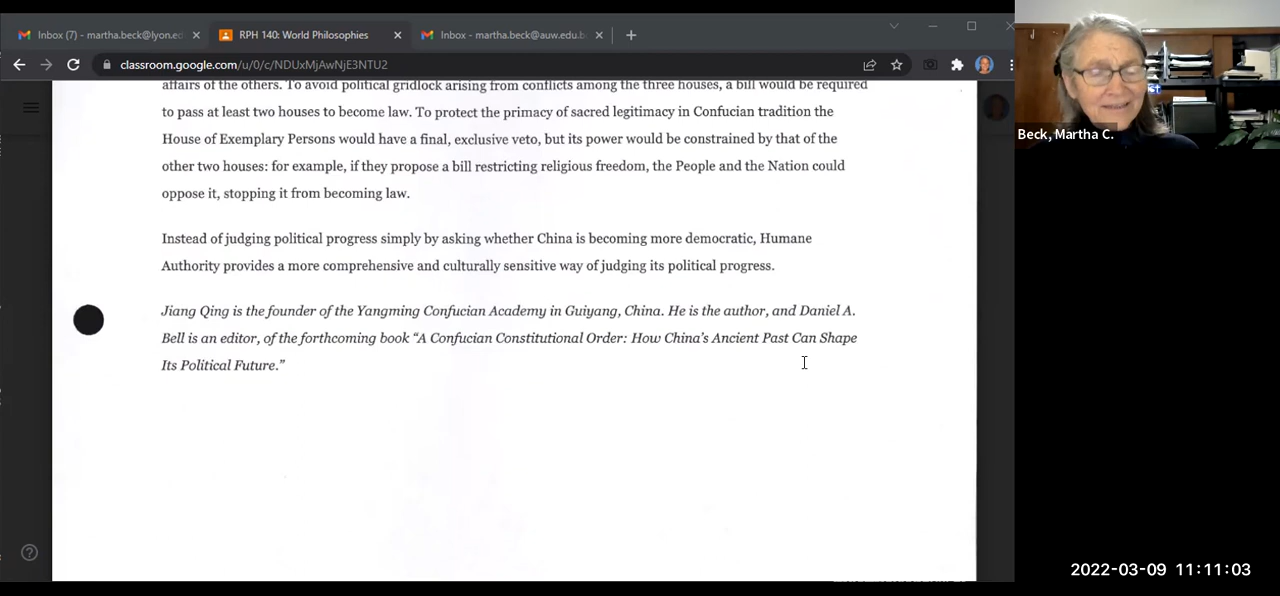 Inbox (7) - martha.beck@lyon.ed
RPH 140: World Philosophies
Inbox - martha.beck@auw.edu.b
classroom.google.com/u/0/c/NDUxMjAwNjE3NTU2
affairs of the others. To avoid political gridlock arising from conflicts among the three houses, a bill would be required
to pass at least two houses to become law. To protect the primacy of sacred legitimacy in Confucian tradition the
House of Exemplary Persons would have a final, exclusive veto, but its power would be constrained by that of the
other two houses: for example, if they propose a bill restricting religious freedom, the People and the Nation could
oppose it, stopping it from becoming law.
Instead of judging political progress simply by asking whether China is becoming more democratic, Humane
Authority provides a more comprehensive and culturally sensitive way of judging its political progress.
Jiang Qing is the founder of the Yangming Confucian Academy in Guiyang, China. He is the author, and Daniel A.
Bell is an editor, of the forthcoming book “A Confucian Constitutional Order: How China’s Ancient Past Can Shape
Its Political Future.”
Beck, Martha C.
2022-03-09 11:11:03